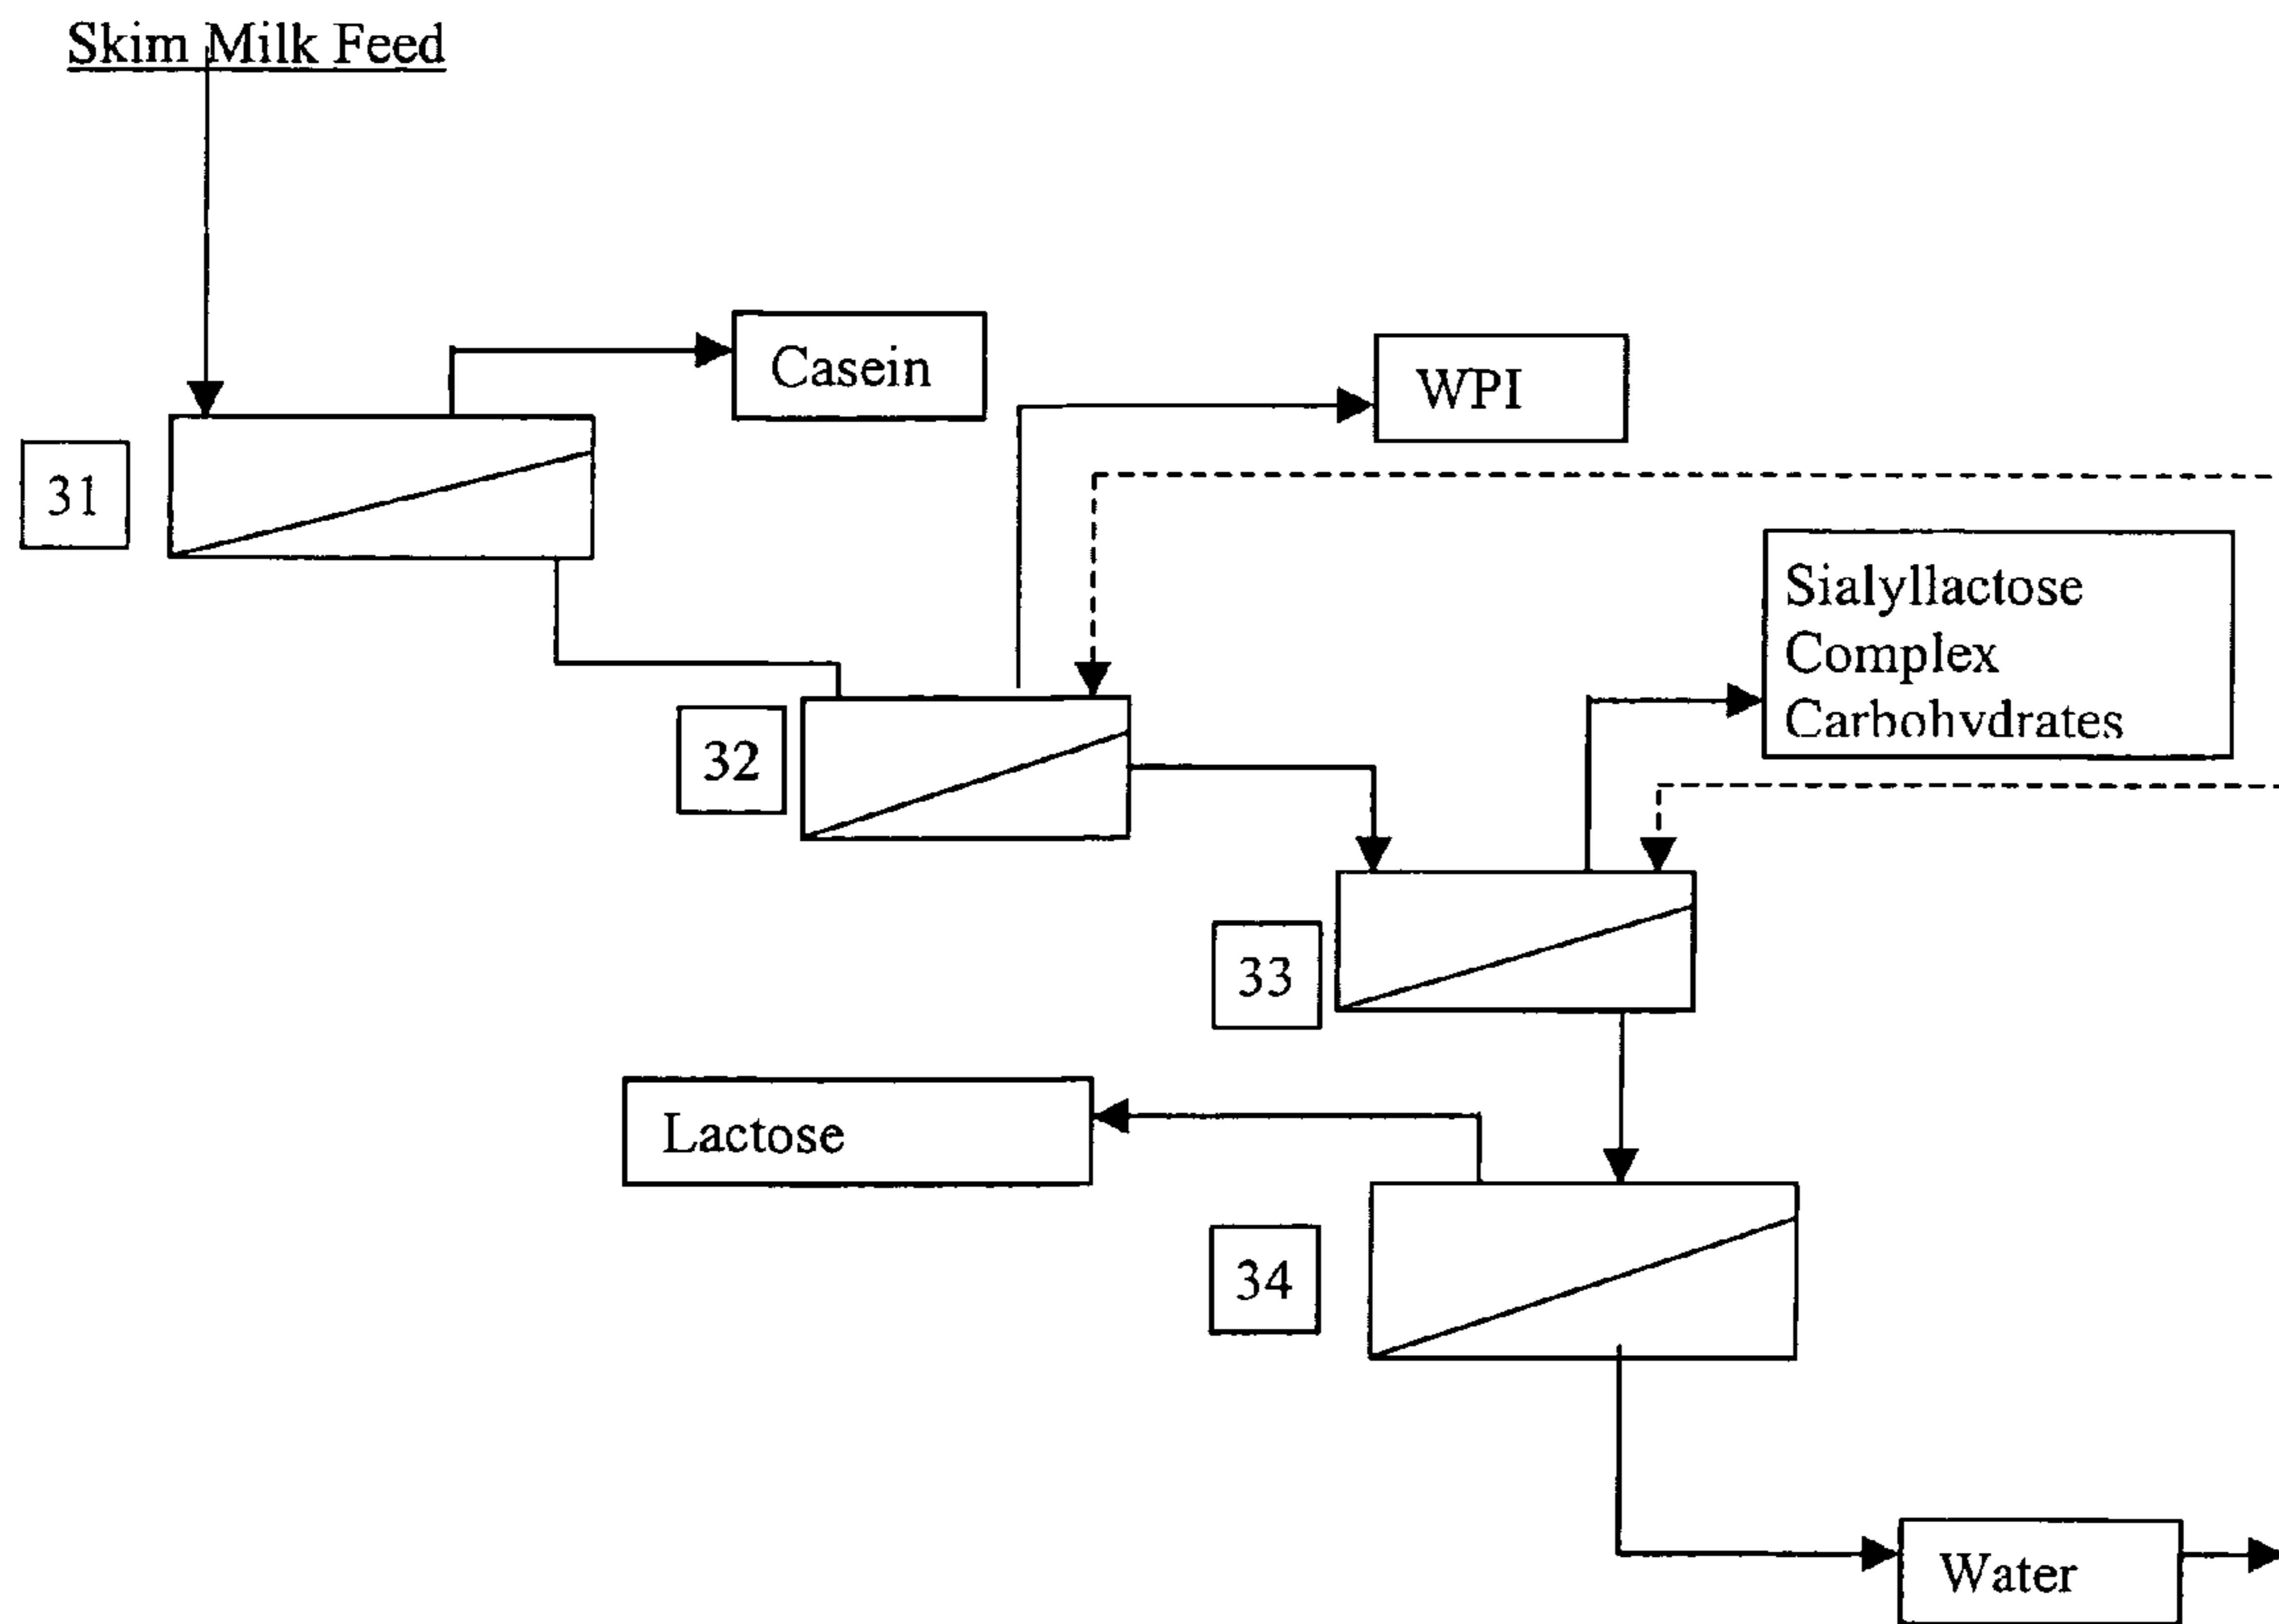 Skim Milk Feed
Casein
WPI
31
Sialyllactose
Complex
Carbohydrates
32
33
Lactose
34
Water